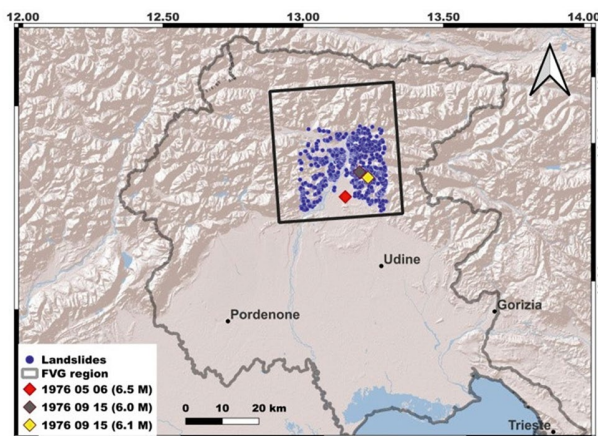 12.00 12.50 13.00 13.50 14.00
Udine
Gorizia
Pordenone
Landslides
FVG region
1976 05 06 (6.5 M)
1976 09 15 (6.0 M)
1976 09 15 (6.1 M)
0 10 20 km
Trieste